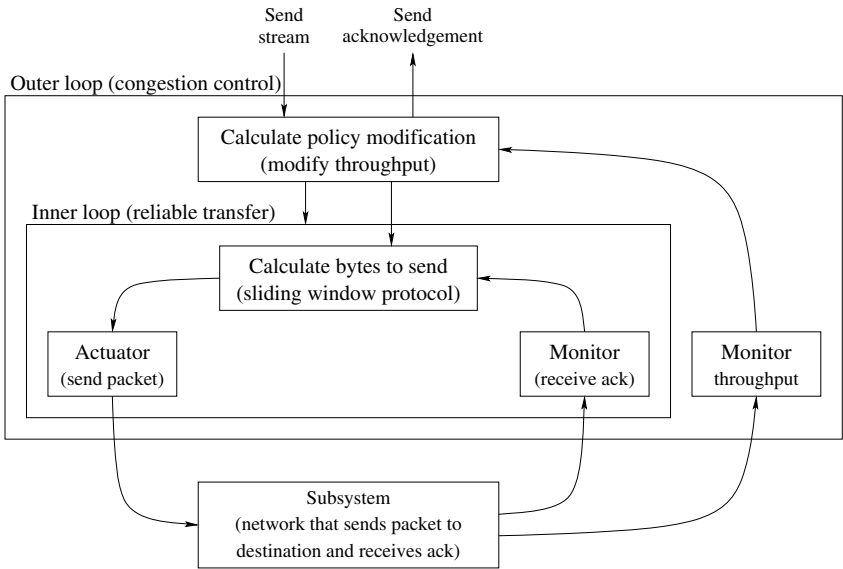 Send
stream
Send
acknowledgement
Outer loop (congestion control)
Calculate policy modification
(modify throughput)
Inner loop (reliable transfer)
Calculate bytes to send
(sliding window protocol)
Actuator
(send packet)
Monitor
(receive ack)
Monitor
throughput
Subsystem
(network that sends packet to
destination and receives ack)